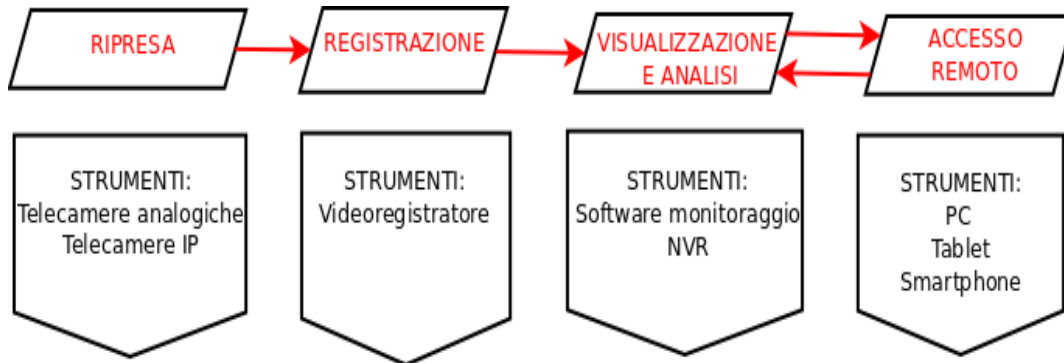 RIPRESA
REGISTRAZIONE
VISUALIZZAZIONE
E ANALISI
ACCESSO
REMOTO
STRUMENTI:
Telecamere analogiche
Telecamere IP
STRUMENTI:
Videoregistratore
STRUMENTI:
Software monitoraggio
NVR
STRUMENTI:
PC
Tablet
Smartphone